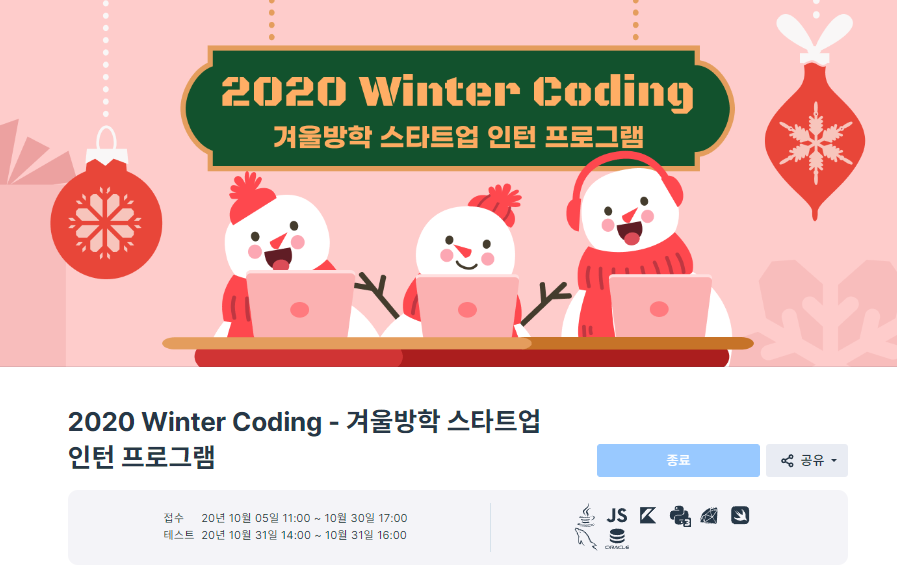 2020 Winter Coding
겨울방학 스타트업 인턴 프로그램
2020 Winter Coding - 겨울방학 스타트업
인턴 프로그램
종료
공유
접수 20년 10월 05일 11:00 ~ 10월 30일 17:00
테스트 20년 10월 31일 14:00 ~ 10월 31일 16:00
JS
3
ORACLE